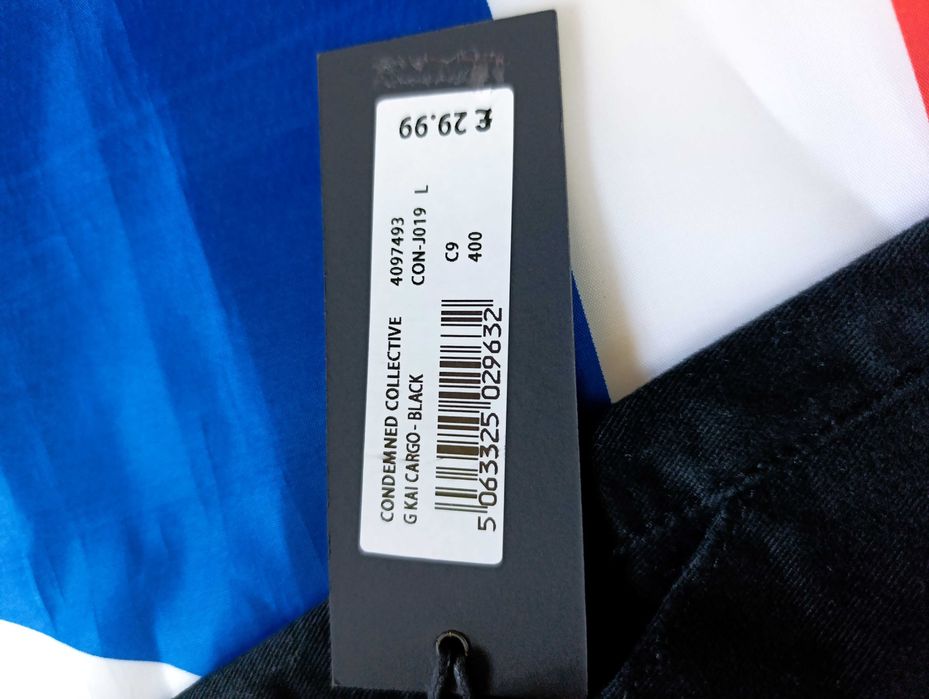 CONDEMNED COLLECTIVE 4097493
G KAI CARGO - BLACK CON-J019 L
C9
400
5 063325 029632
£ 29.99